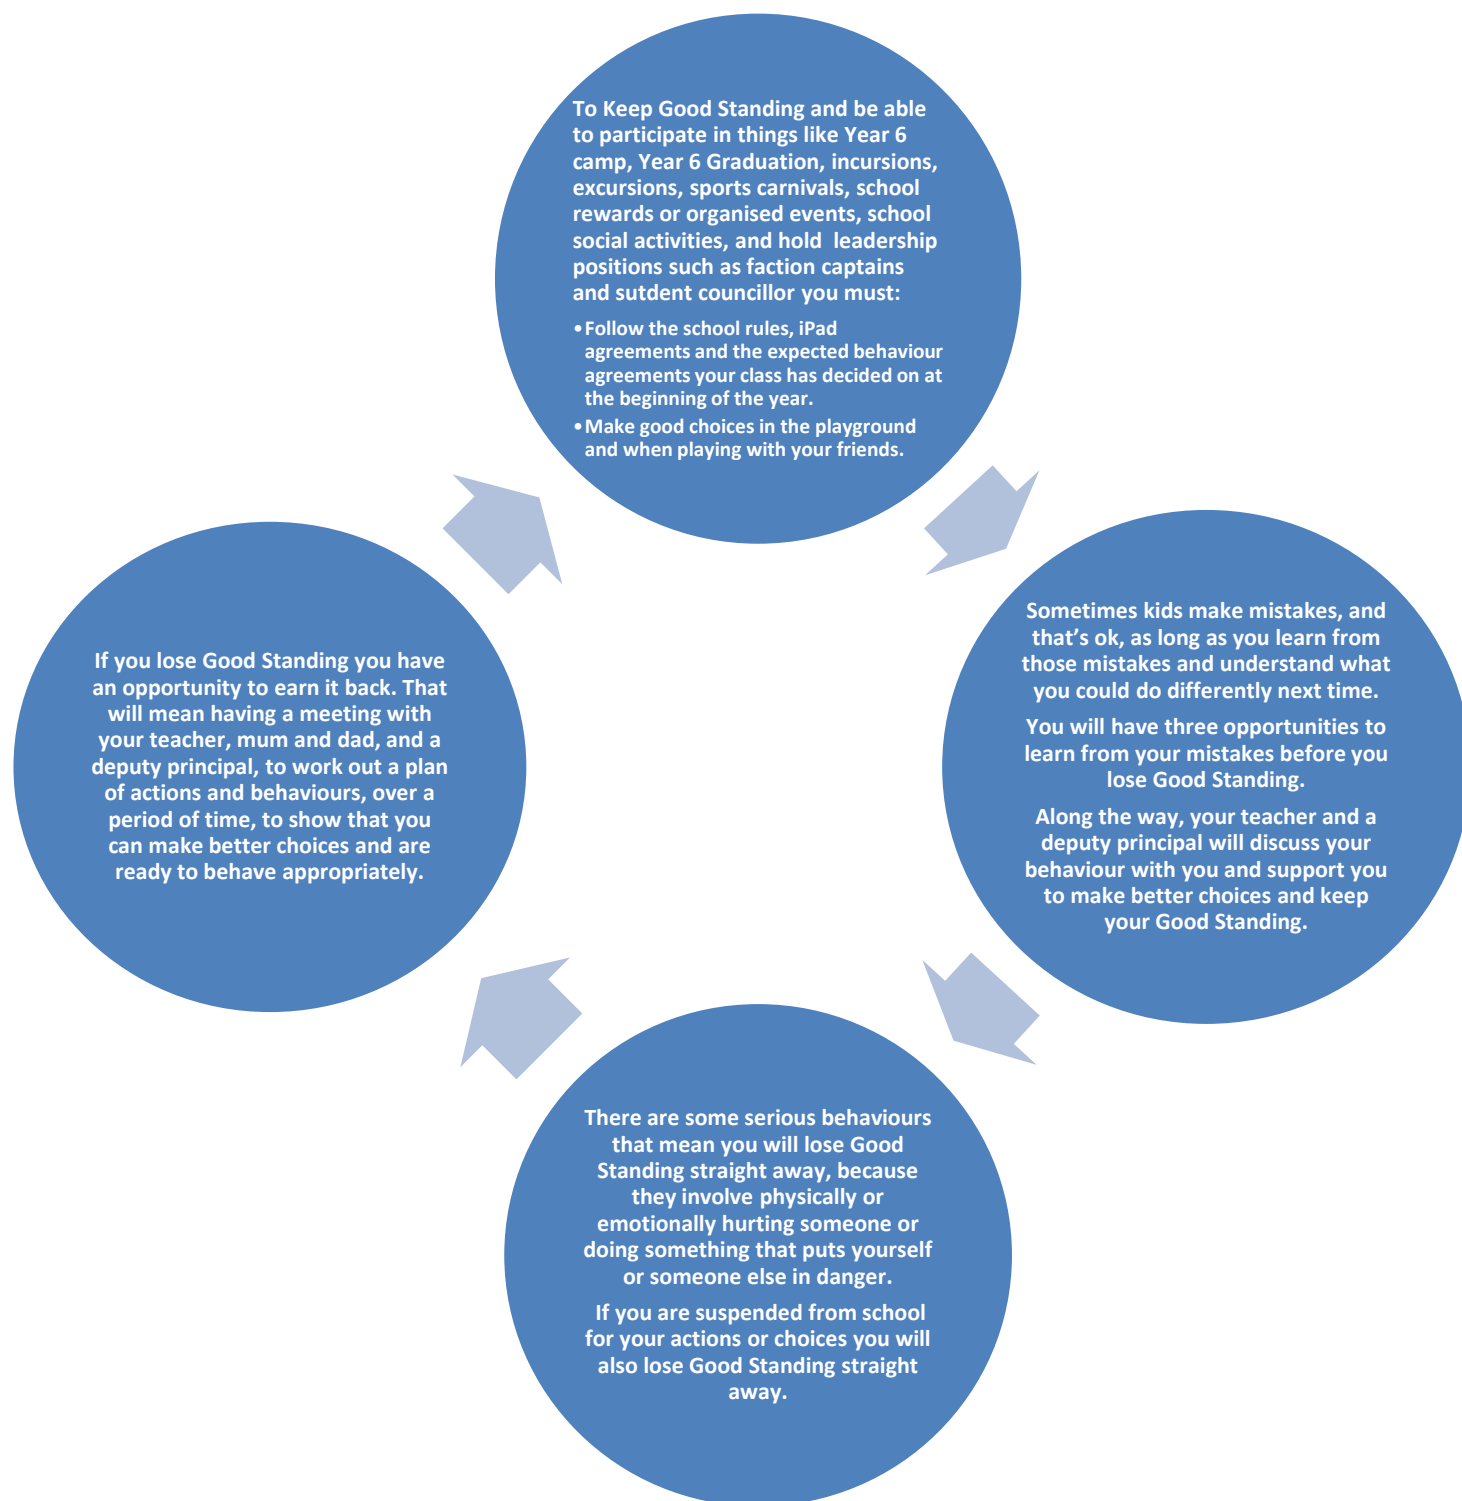 To Keep Good Standing and be able
to participate in things like Year 6
camp, Year 6 Graduation, incursions,
excursions, sports carnivals, school
rewards or organised events, school
social activities, and hold  leadership
positions such as faction captains
and sutdent councillor you must:
•Follow the school rules, iPad
agreements and the expected behaviour
agreements your class has decided on at
the beginning of the year.
•Make good choices in the playground
and when playing with your friends.
Sometimes kids make mistakes, and
that’s ok, as long as you learn from
those mistakes and understand what
you could do differently next time.
You will have three opportunities to
learn from your mistakes before you
lose Good Standing.
Along the way, your teacher and a
deputy principal will discuss your
behaviour with you and support you
to make better choices and keep
your Good Standing.
There are some serious behaviours
that mean you will lose Good
Standing straight away, because
they involve physically or
emotionally hurting someone or
doing something that puts yourself
or someone else in danger.
If you are suspended from school
for your actions or choices you will
also lose Good Standing straight
away.
If you lose Good Standing you have
an opportunity to earn it back. That
will mean having a meeting with
your teacher, mum and dad, and a
deputy principal, to work out a plan
of actions and behaviours, over a
period of time, to show that you
can make better choices and are
ready to behave appropriately.